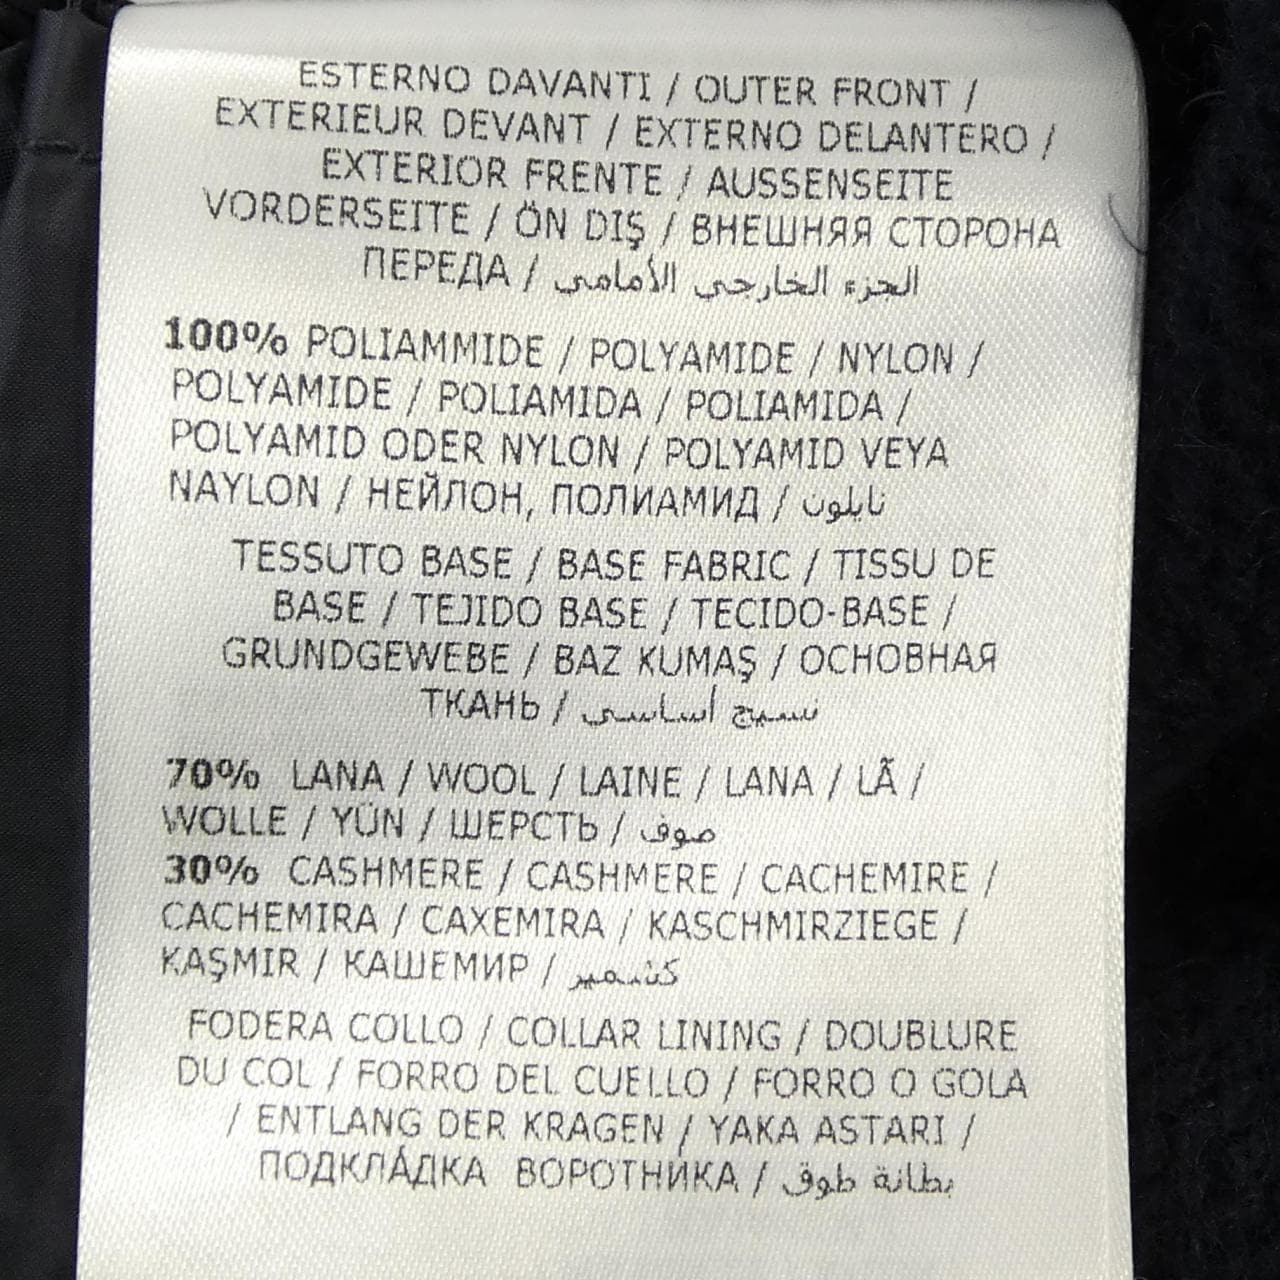 ESTERNO DAVANTI / OUTER FRONT /
EXTERIEUR DEVANT / EXTERNO DELANTERO /
EXTERIOR FRENTE / AUSSENSEITE
VORDERSEITE / ÖN DIŞ / ВНЕШНЯЯ СТОРОНА
ПЕРЕДА / الجزء الخارجي الأمامي
100% POLIAMMIDE / POLYAMIDE / NYLON /
POLYAMIDE / POLIAMIDA / POLIAMIDA /
POLYAMID ODER NYLON / POLYAMID VEYA
NAYLON / НЕЙЛОН, ПОЛИАМИД / نايلون
TESSUTO BASE / BASE FABRIC / TISSU DE
BASE / TEJIDO BASE / TECIDO-BASE /
GRUNDGEWEBE / BAZ KUMAŞ / ОСНОВНАЯ
ТКАНЬ / نسيج أساسي
70% LANA / WOOL / LAINE / LANA / LÃ /
WOLLE / YÜN / ШЕРСТЬ / صوف
30% CASHMERE / CASHMERE / CACHEMIRE /
CACHEMIRA / CAXEMIRA / KASCHMIRZIEGE /
KAŞMIR / КАШЕМИР / كشمير
FODERA COLLO / COLLAR LINING / DOUBLURE
DU COL / FORRO DEL CUELLO / FORRO O GOLA
/ ENTLANG DER KRAGEN / YAKA ASTARI /
ПОДКЛА́ДКА ВОРОТНИКА / بطانة طوق